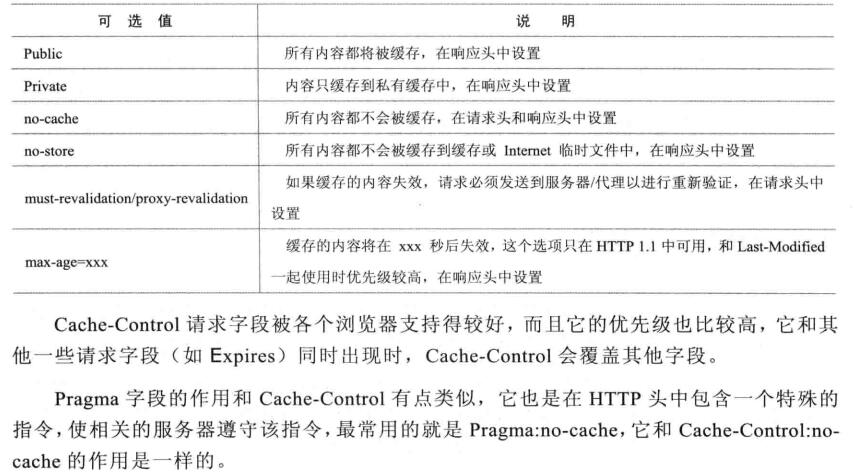 可 选 值 说 明
Public 所有内容都将被缓存，在响应头中设置
Private 内容只缓存到私有缓存中，在响应头中设置
no-cache 所有内容都不会被缓存，在请求头和响应头中设置
no-store 所有内容都不会被缓存到缓存或 Internet 临时文件中，在响应头中设置
must-revalidation/proxy-revalidation 如果缓存的内容失效，请求必须发送到服务器/代理以进行重新验证，在请求头中
设置
max-age=xxx 缓存的内容将在 xxx 秒后失效，这个选项只在 HTTP 1.1 中可用，和 Last-Modified
一起使用时优先级较高，在响应头中设置
Cache-Control 请求字段被各个浏览器支持得较好，而且它的优先级也比较高，它和其
他一些请求字段（如 Expires）同时出现时，Cache-Control 会覆盖其他字段。
Pragma 字段的作用和 Cache-Control 有点类似，它也是在 HTTP 头中包含一个特殊的
指令，使相关的服务器遵守该指令，最常用的就是 Pragma:no-cache，它和 Cache-Control:no-
cache 的作用是一样的。